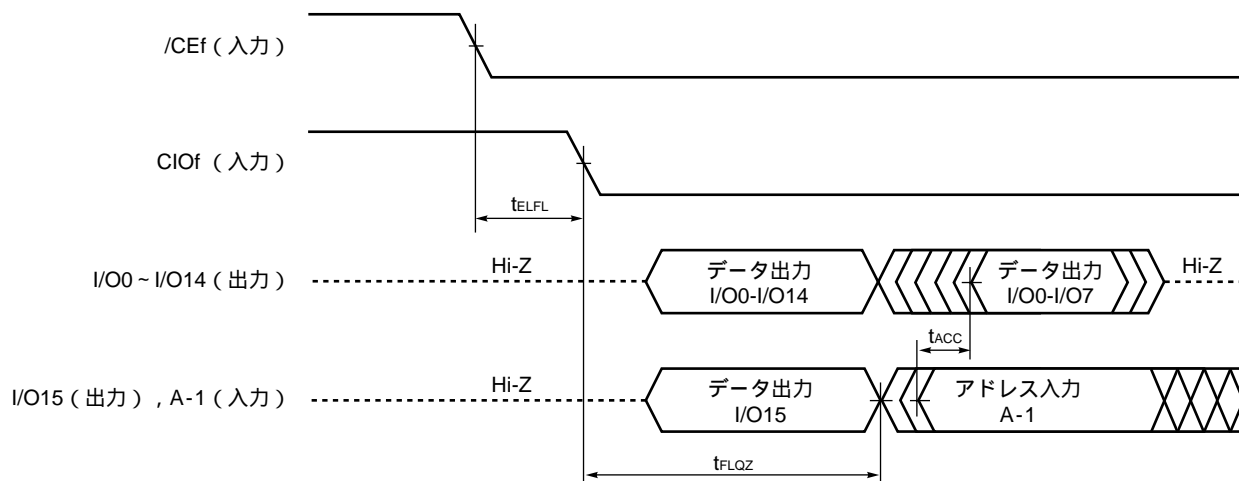 /CEf（入力）
CIOf （入力）
tELFL
I/O0 ~ I/O14（出力）
Hi-Z
データ出力
I/O0-I/O14
データ出力
I/O0-I/O7
Hi-Z
tACC
I/O15（出力）, A-1（入力）
Hi-Z
データ出力
I/O15
アドレス入力
A-1
tFLQZ